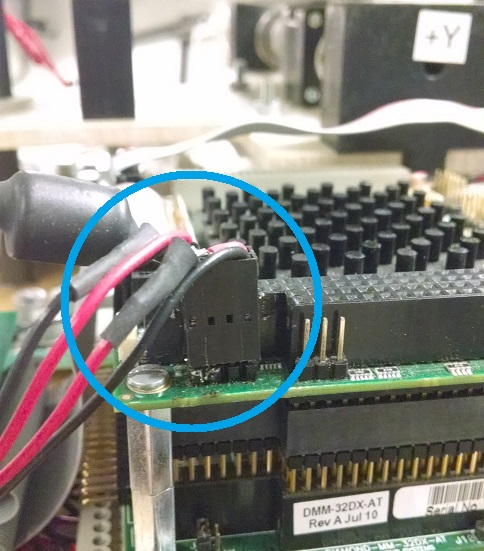 +Y
DMM-32DX-AT
Rev A Jul 10
Serial No